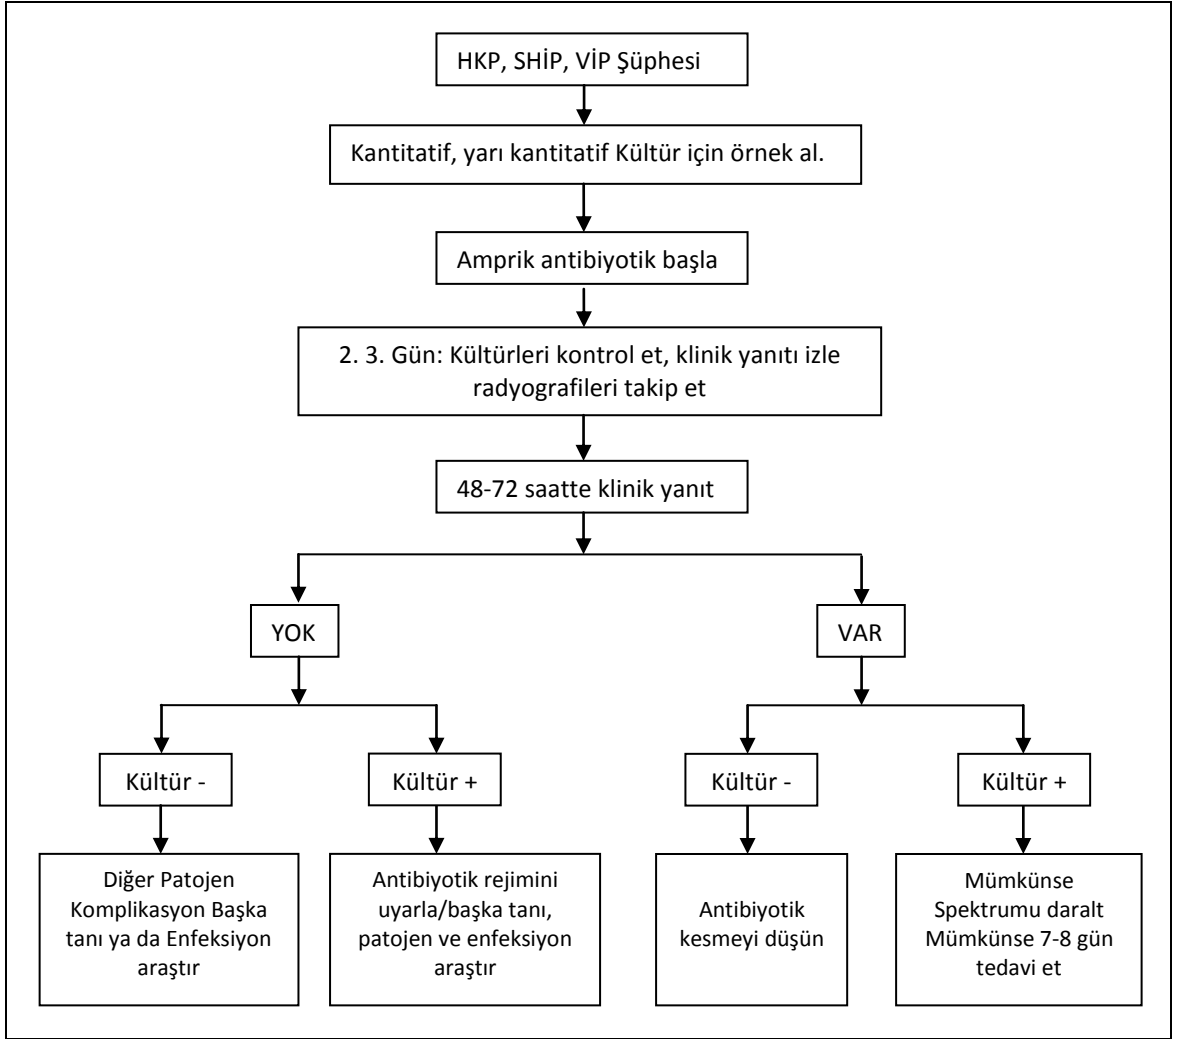 HKP, SHİP, VİP Şüphesi
Kantitatif, yarı kantitatif Kültür için örnek al.
Amprik antibiyotik başla
2. 3. Gün: Kültürleri kontrol et, klinik yanıtı izle
radyografileri takip et
48-72 saatte klinik yanıt
YOK
VAR
Kültür -
Kültür +
Kültür -
Kültür +
Diğer Patojen
Komplikasyon Başka
tanı ya da Enfeksiyon
araştır
Antibiyotik rejimini
uyarla/başka tanı,
patojen ve enfeksiyon
araştır
Antibiyotik
kesmeyi düşün
Mümkünse
Spektrumu daralt
Mümkünse 7-8 gün
tedavi et